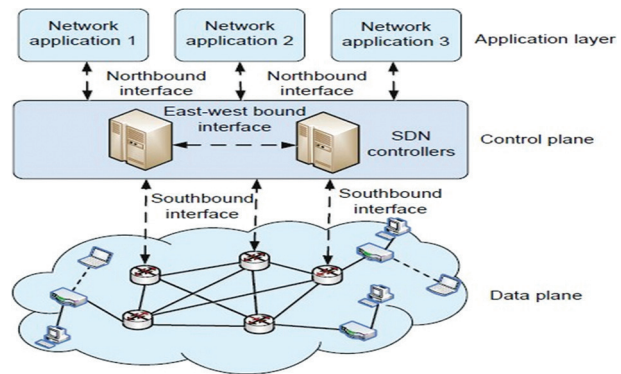 Network application 1
Network application 2
Network application 3
Application layer
Northbound interface
Northbound interface
East-west bound interface
SDN controllers
Control plane
Southbound interface
Southbound interface
Data plane